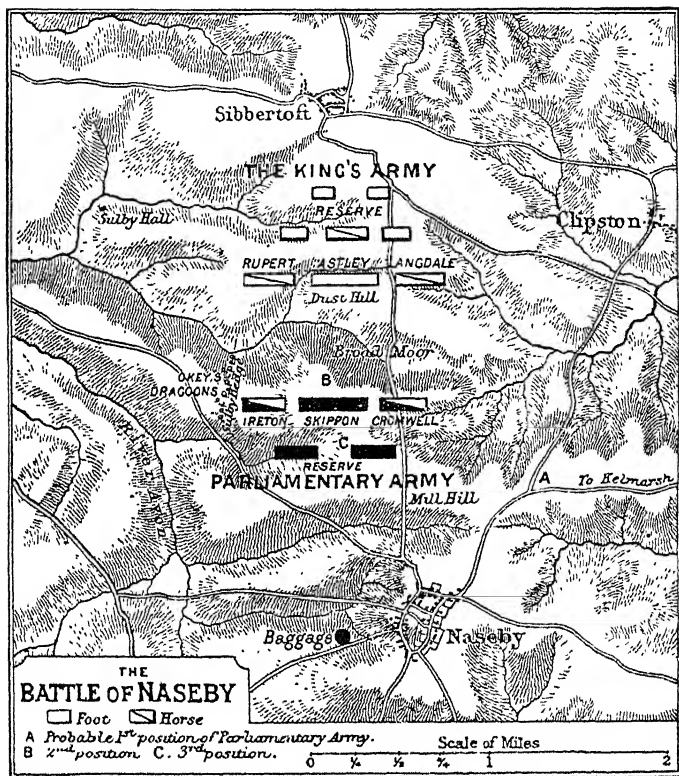 Sibbertoft
THE KING'S ARMY
RESERVE
Sulby Hall
Clipston
RUPERT ASTLEY LANGDALE
Dust Hill
Broad Moor
OKEY'S
DRAGOONS
B
IRETON SKIPPON CROMWELL
C
RESERVE
PARLIAMENTARY ARMY
A
To Kelmarsh
Mill Hill
River Avon
Baggage
Naseby
THE
BATTLE OF NASEBY
Foot Horse
A Probable 1st position of Parliamentary Army.
B 2nd position C. 3rd position.
Scale of Miles
0 ¼ ½ ¾ 1 2